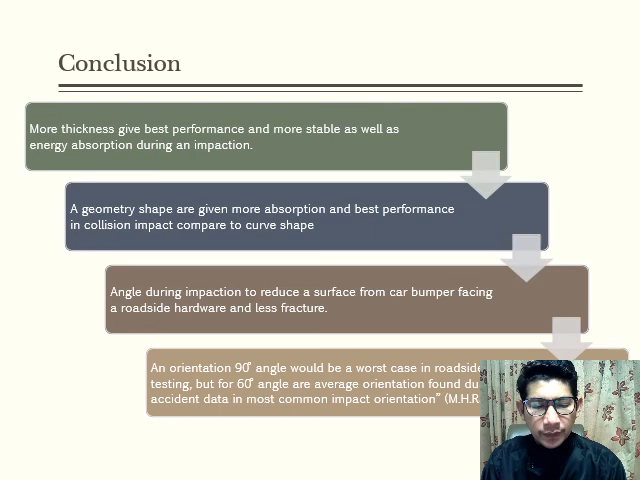 Conclusion
More thickness give best performance and more stable as well as
energy absorption during an impaction.
A geometry shape are given more absorption and best performance
in collision impact compare to curve shape
Angle during impaction to reduce a surface from car bumper facing
a roadside hardware and less fracture.
An orientation 90° angle would be a worst case in roadside
testing, but for 60° angle are average orientation found
accident data in most common impact orientation” (M.H.R